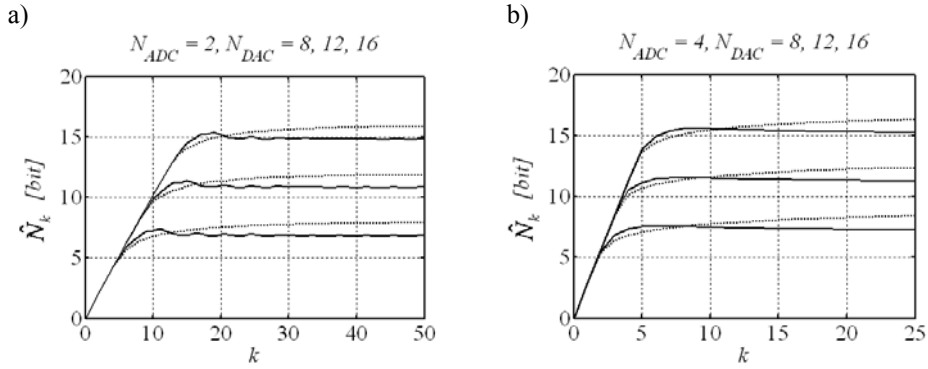 a)
N_ADC = 2, N_DAC = 8, 12, 16
20
15
10
5
0
N̂_k [bit]
0 10 20 30 40 50
k
b)
N_ADC = 4, N_DAC = 8, 12, 16
20
15
10
5
0
N̂_k [bit]
0 5 10 15 20 25
k